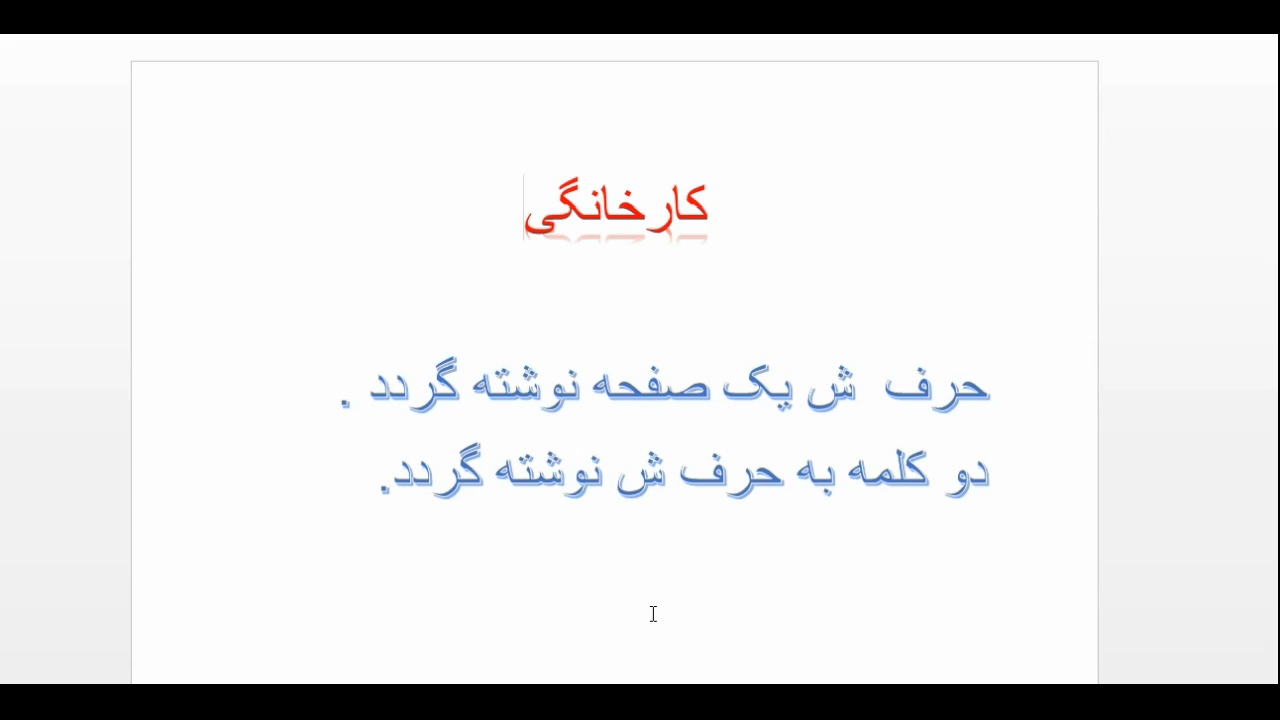 کارخانگی
حرف ش یک صفحه نوشته گردد .
دو کلمه به حرف ش نوشته گردد.